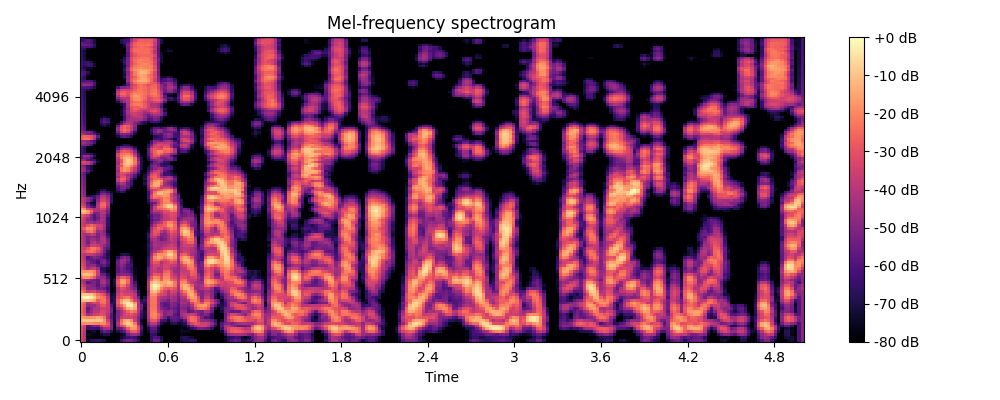 Mel-frequency spectrogram
+0 dB
4096
-10 dB
-20 dB
2048
-30 dB
Hz
-40 dB
1024
-50 dB
512
-60 dB
-70 dB
0
-80 dB
0 0.6 1.2 1.8 2.4 3 3.6 4.2 4.8
Time